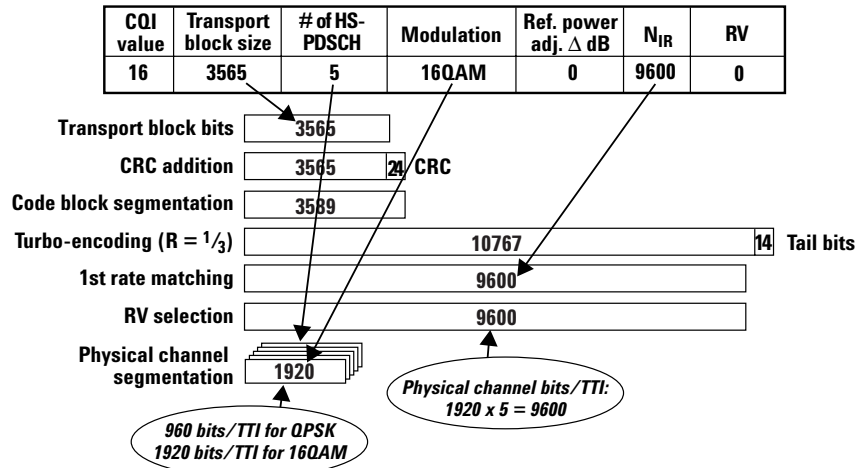 CQI value | Transport block size | # of HS-PDSCH | Modulation | Ref. power adj. Δ dB | NIR | RV
16 | 3565 | 5 | 16QAM | 0 | 9600 | 0
Transport block bits 3565
CRC addition 3565 24 CRC
Code block segmentation 3589
Turbo-encoding (R = 1/3) 10767 14 Tail bits
1st rate matching 9600
RV selection 9600
Physical channel segmentation 1920
Physical channel bits/TTI:
1920 x 5 = 9600
960 bits/TTI for QPSK
1920 bits/TTI for 16QAM